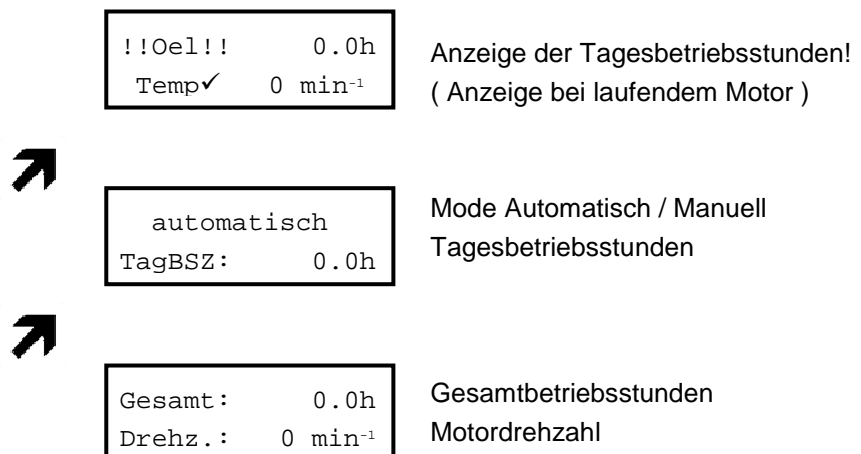 !!Oel!! 0.0h
Temp✓ 0 min⁻¹
Anzeige der Tagesbetriebsstunden!
( Anzeige bei laufendem Motor )
automatisch
TagBSZ: 0.0h
Mode Automatisch / Manuell
Tagesbetriebsstunden
Gesamt: 0.0h
Drehz.: 0 min⁻¹
Gesamtbetriebsstunden
Motordrehzahl